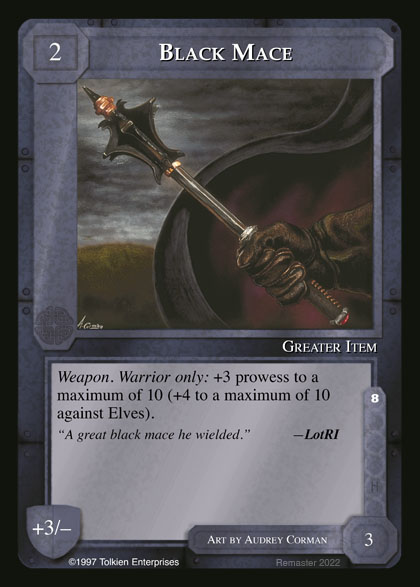 2
BLACK MACE
GREATER ITEM
Weapon. Warrior only: +3 prowess to a
maximum of 10 (+4 to a maximum of 10
against Elves).
“A great black mace he wielded.” –LotRI
8
+3/–
ART BY AUDREY CORMAN
3
©1997 Tolkien Enterprises
Remaster 2022